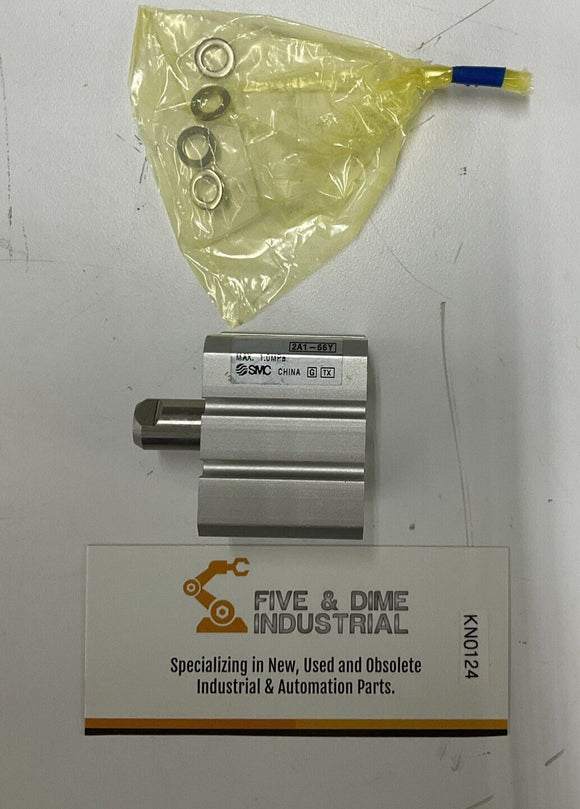 2A1-66Y
MAX. 1.0MPa
SMC CHINA G TX
FIVE & DIME
INDUSTRIAL
Specializing in New, Used and Obsolete
Industrial & Automation Parts.
KN0124